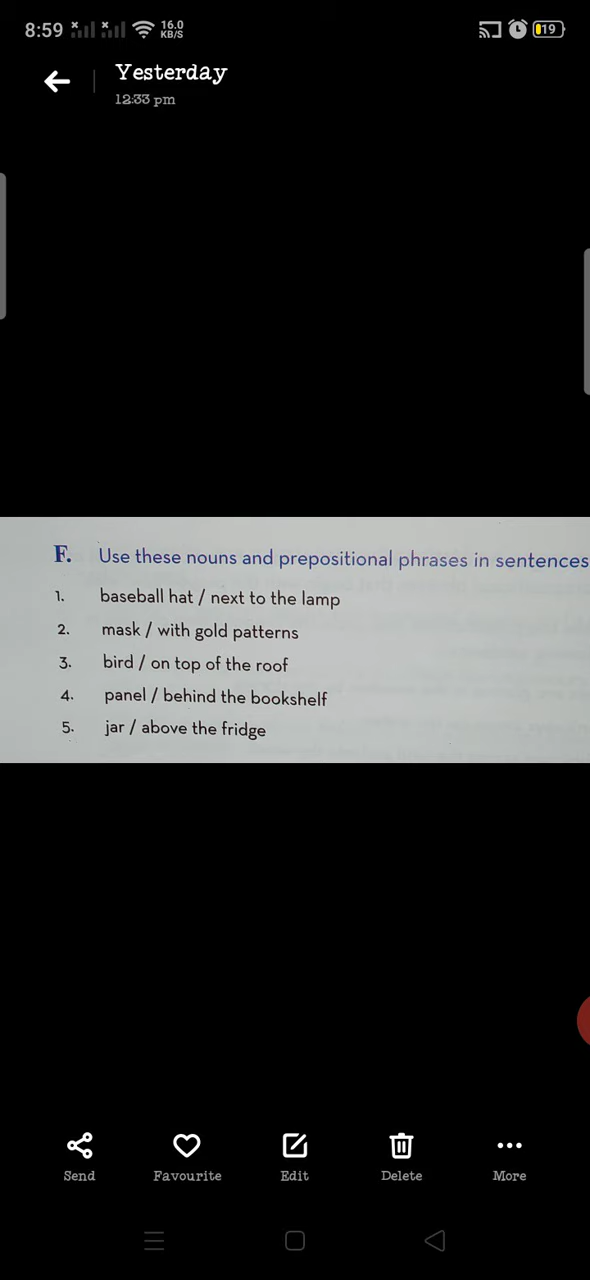 8:59 16.0 KB/S 19
Yesterday
12:33 pm
F. Use these nouns and prepositional phrases in sentences
1. baseball hat / next to the lamp
2. mask / with gold patterns
3. bird / on top of the roof
4. panel / behind the bookshelf
5. jar / above the fridge
Send Favourite Edit Delete More